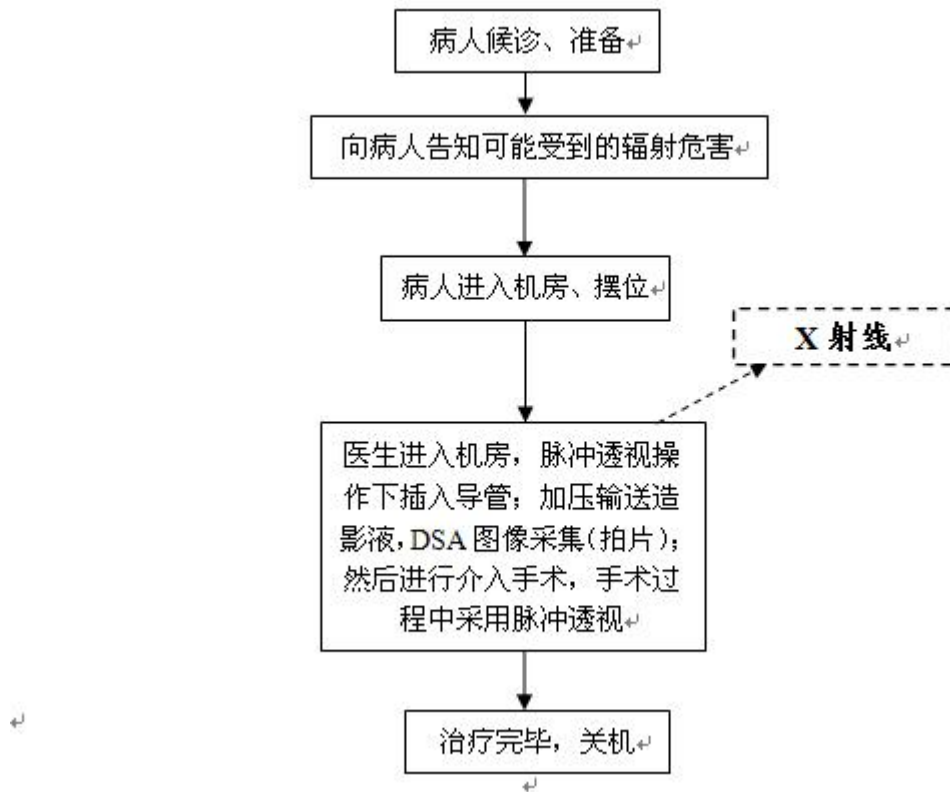 病人候诊、准备
向病人告知可能受到的辐射危害
病人进入机房、摆位
X 射线
医生进入机房，脉冲透视操
作下插入导管；加压输送造
影液，DSA 图像采集（拍片）；
然后进行介入手术，手术过
程中采用脉冲透视
治疗完毕，关机